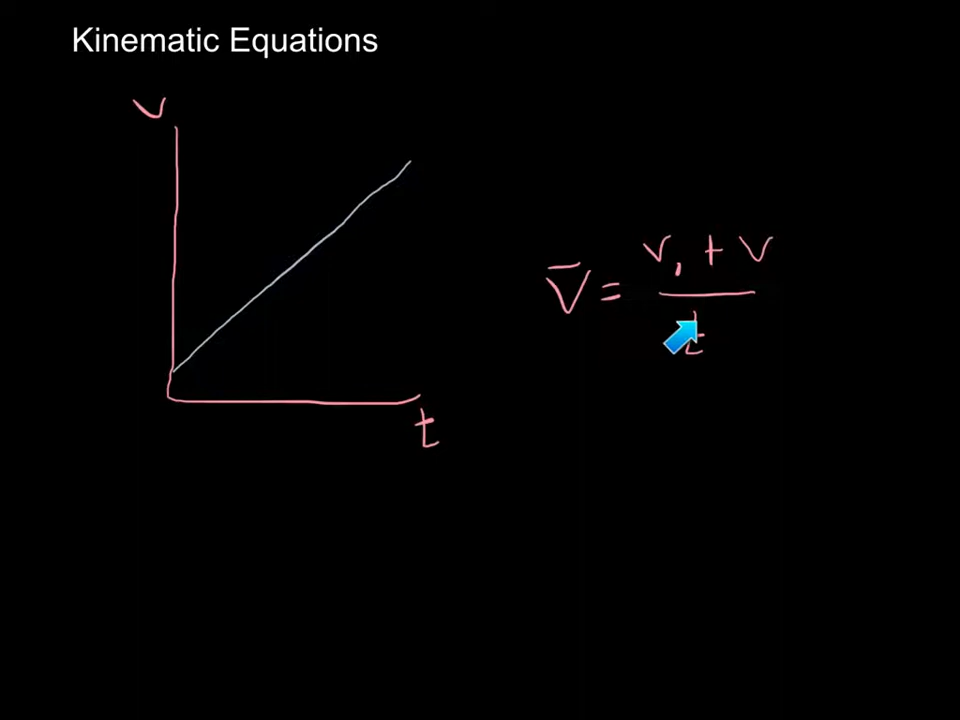 Kinematic Equations
v
v̄ = (v₁ + v) / t
t